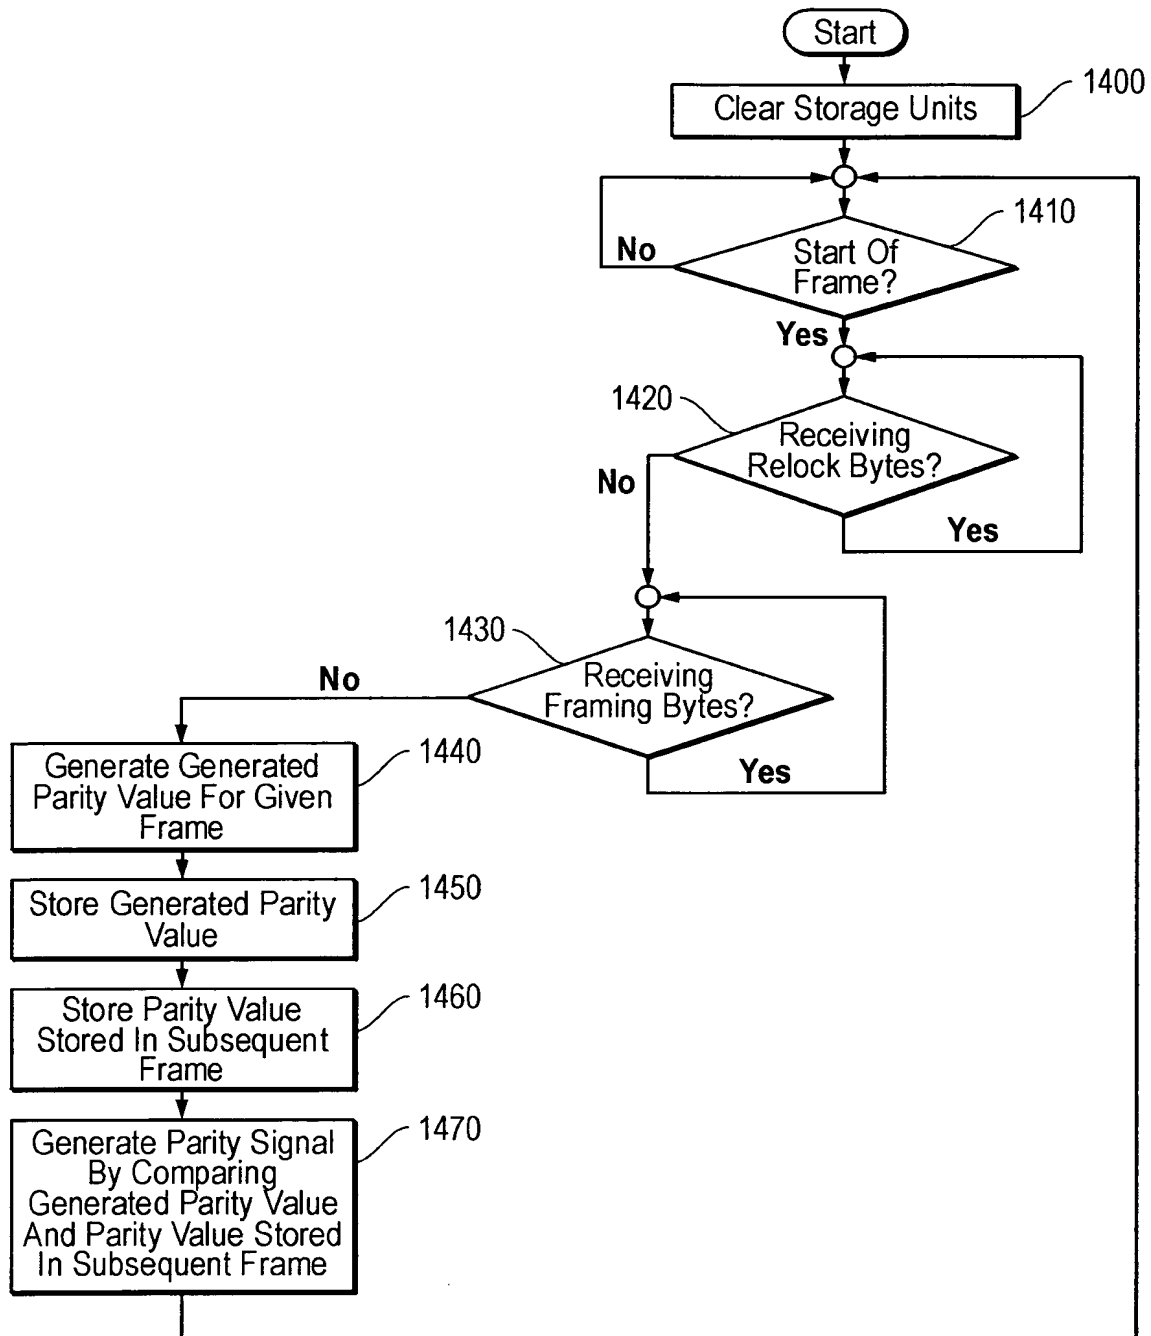 Start
1400
Clear Storage Units
1410
No
Start Of
Frame?
Yes
1420
Receiving
Relock Bytes?
No
Yes
1430
Receiving
Framing Bytes?
No
Yes
1440
Generate Generated
Parity Value For Given
Frame
1450
Store Generated Parity
Value
1460
Store Parity Value
Stored In Subsequent
Frame
1470
Generate Parity Signal
By Comparing
Generated Parity Value
And Parity Value Stored
In Subsequent Frame